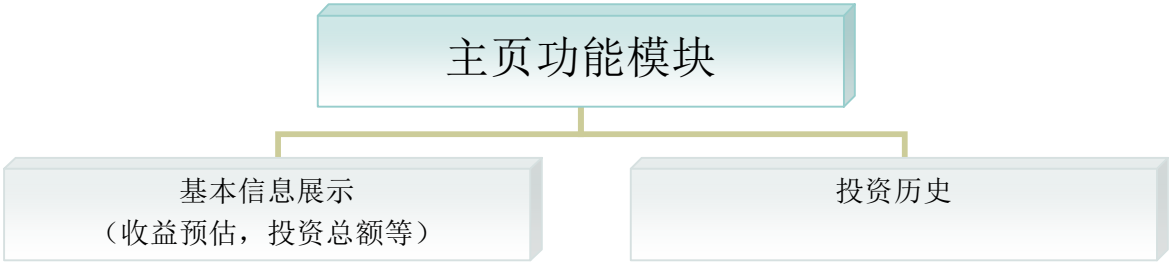 主页功能模块
基本信息展示
（收益预估，投资总额等）
投资历史